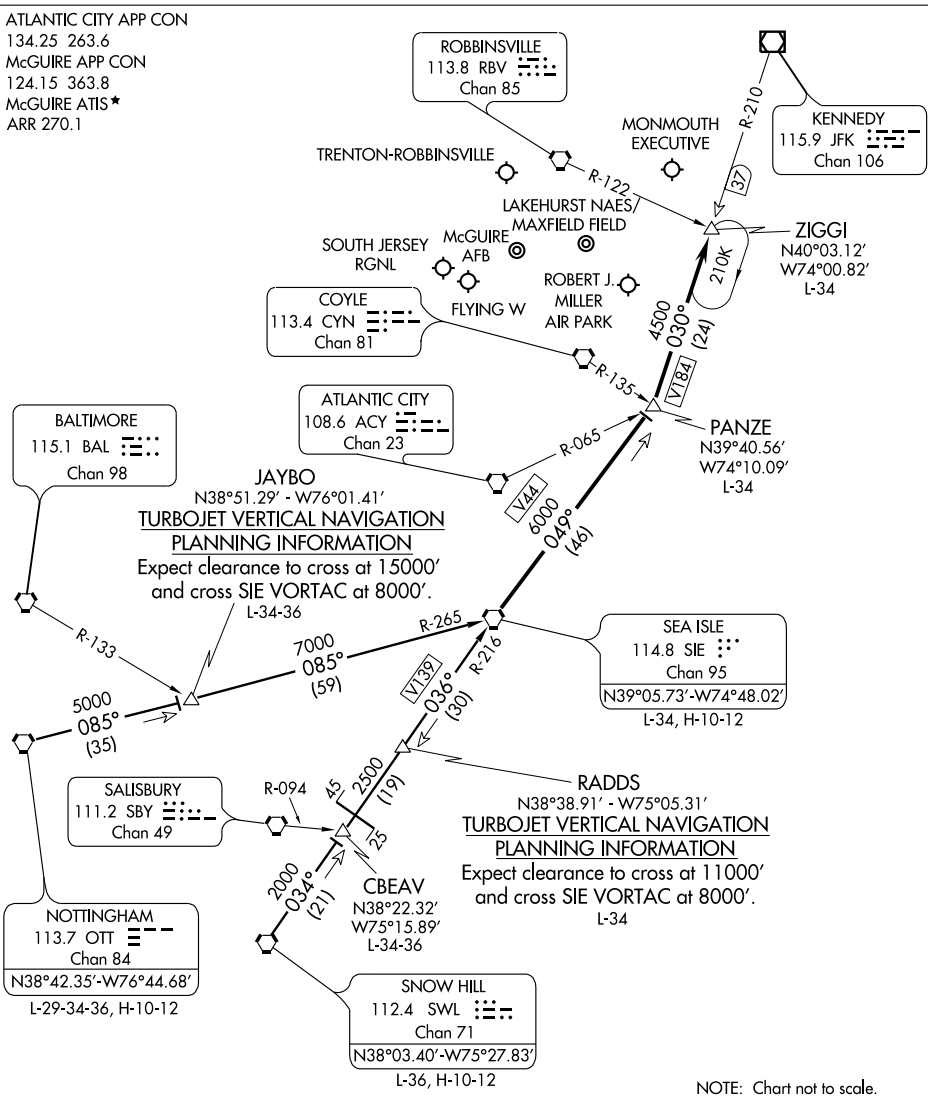 ATLANTIC CITY APP CON
134.25 263.6
McGUIRE APP CON
124.15 363.8
McGUIRE ATIS★
ARR 270.1
ROBBINSVILLE
113.8 RBV
Chan 85
R-210
KENNEDY
115.9 JFK
Chan 106
MONMOUTH
EXECUTIVE
TRENTON-ROBBINSVILLE
R-122
37
LAKEHURST NAES
MAXFIELD FIELD
ZIGGI
N40°03.12'
W74°00.82'
L-34
210K
SOUTH JERSEY
RGNL
McGUIRE
AFB
FLYING W
ROBERT J.
MILLER
AIR PARK
4500
030°
(24)
V184
COYLE
113.4 CYN
Chan 81
R-135
PANZE
N39°40.56'
W74°10.09'
L-34
ATLANTIC CITY
108.6 ACY
Chan 23
R-065
V44
6000
049°
(46)
BALTIMORE
115.1 BAL
Chan 98
R-133
JAYBO
N38°51.29' - W76°01.41'
TURBOJET VERTICAL NAVIGATION
PLANNING INFORMATION
Expect clearance to cross at 15000'
and cross SIE VORTAC at 8000'.
L-34-36
R-265
7000
085°
(59)
5000
085°
(35)
SEA ISLE
114.8 SIE
Chan 95
N39°05.73'-W74°48.02'
L-34, H-10-12
V139
036°
R-216
(30)
RADDS
N38°38.91' - W75°05.31'
TURBOJET VERTICAL NAVIGATION
PLANNING INFORMATION
Expect clearance to cross at 11000'
and cross SIE VORTAC at 8000'.
L-34
2500
(19)
45
25
SALISBURY
111.2 SBY
Chan 49
R-094
CBEAV
N38°22.32'
W75°15.89'
L-34-36
2000
034°
(21)
NOTTINGHAM
113.7 OTT
Chan 84
N38°42.35'-W76°44.68'
L-29-34-36, H-10-12
SNOW HILL
112.4 SWL
Chan 71
N38°03.40'-W75°27.83'
L-36, H-10-12
NOTE: Chart not to scale.